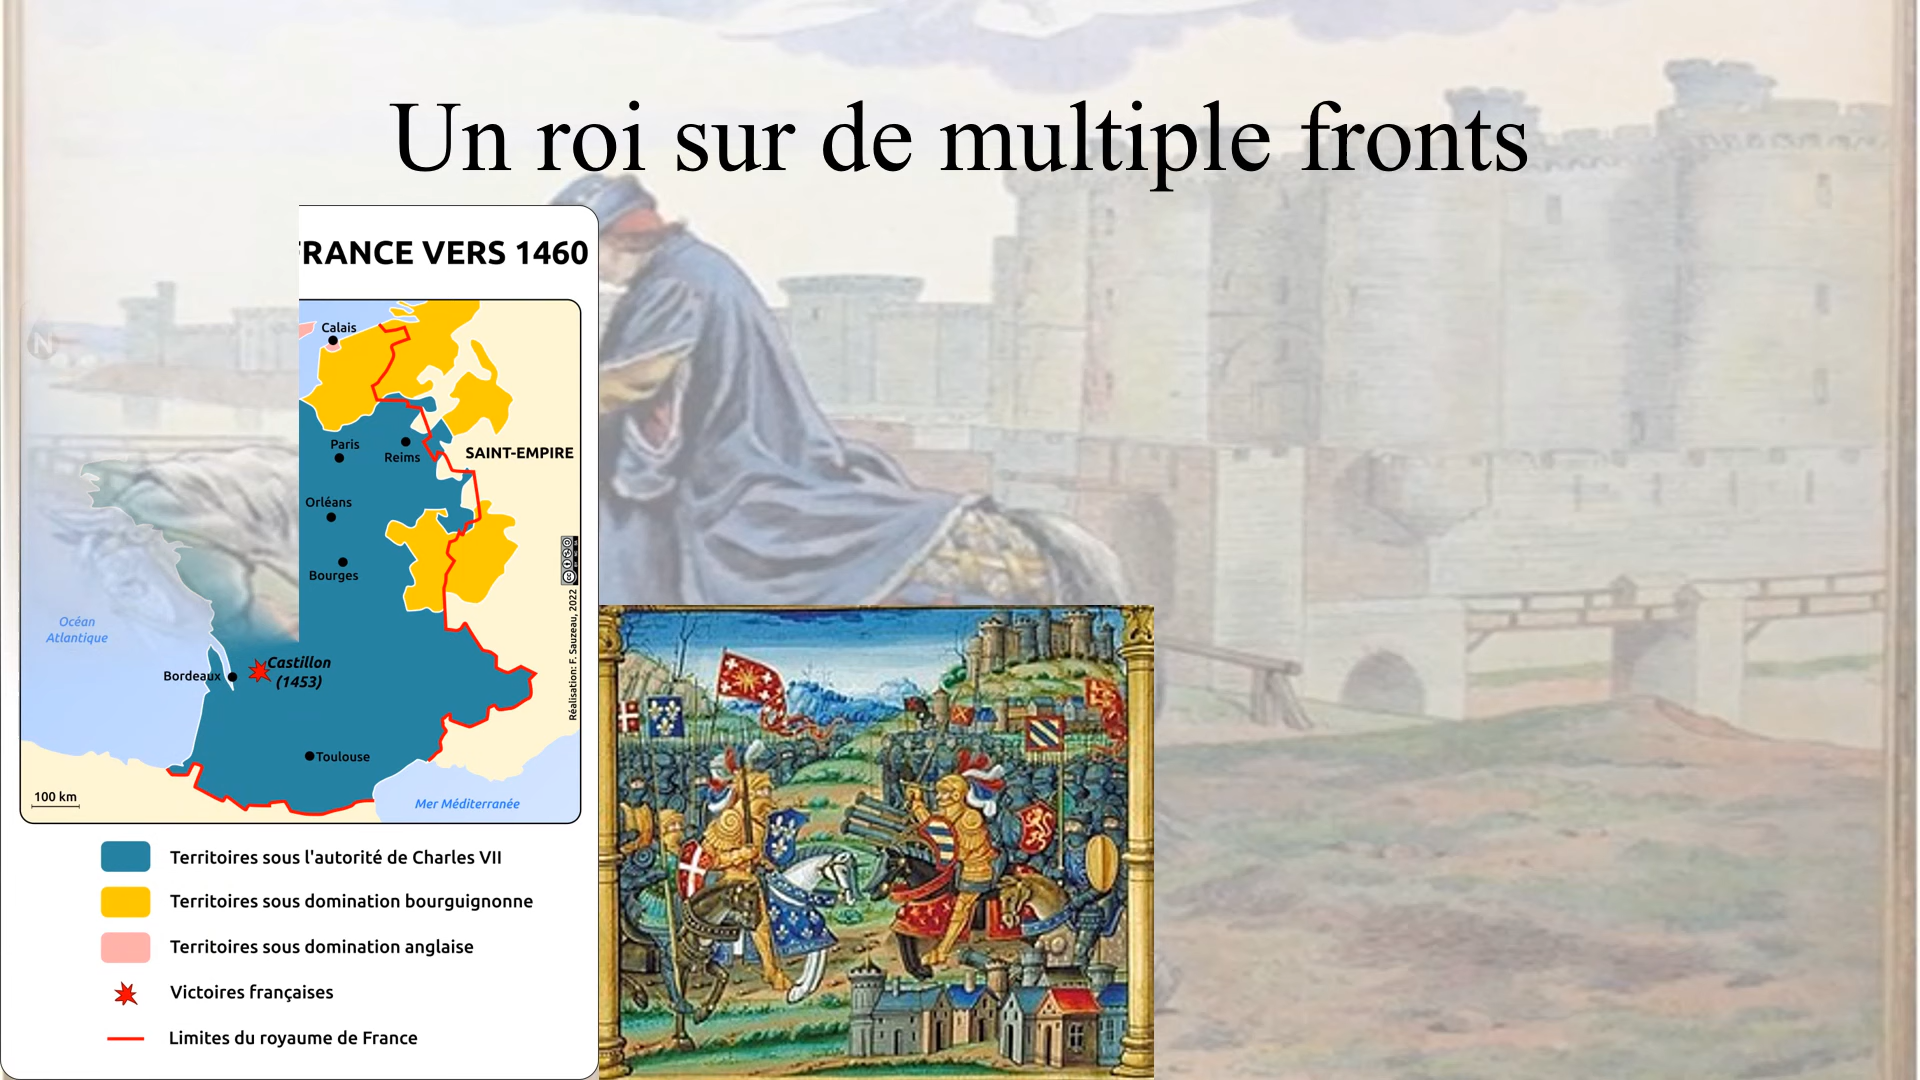 Un roi sur de multiple fronts
FRANCE VERS 1460
N
Calais
Paris
Reims
SAINT-EMPIRE
Orléans
Bourges
Océan
Atlantique
Castillon
(1453)
Bordeaux
Toulouse
100 km
Mer Méditerranée
Réalisation: F. Sauzeau, 2022
Territoires sous l'autorité de Charles VII
Territoires sous domination bourguignonne
Territoires sous domination anglaise
Victoires françaises
Limites du royaume de France